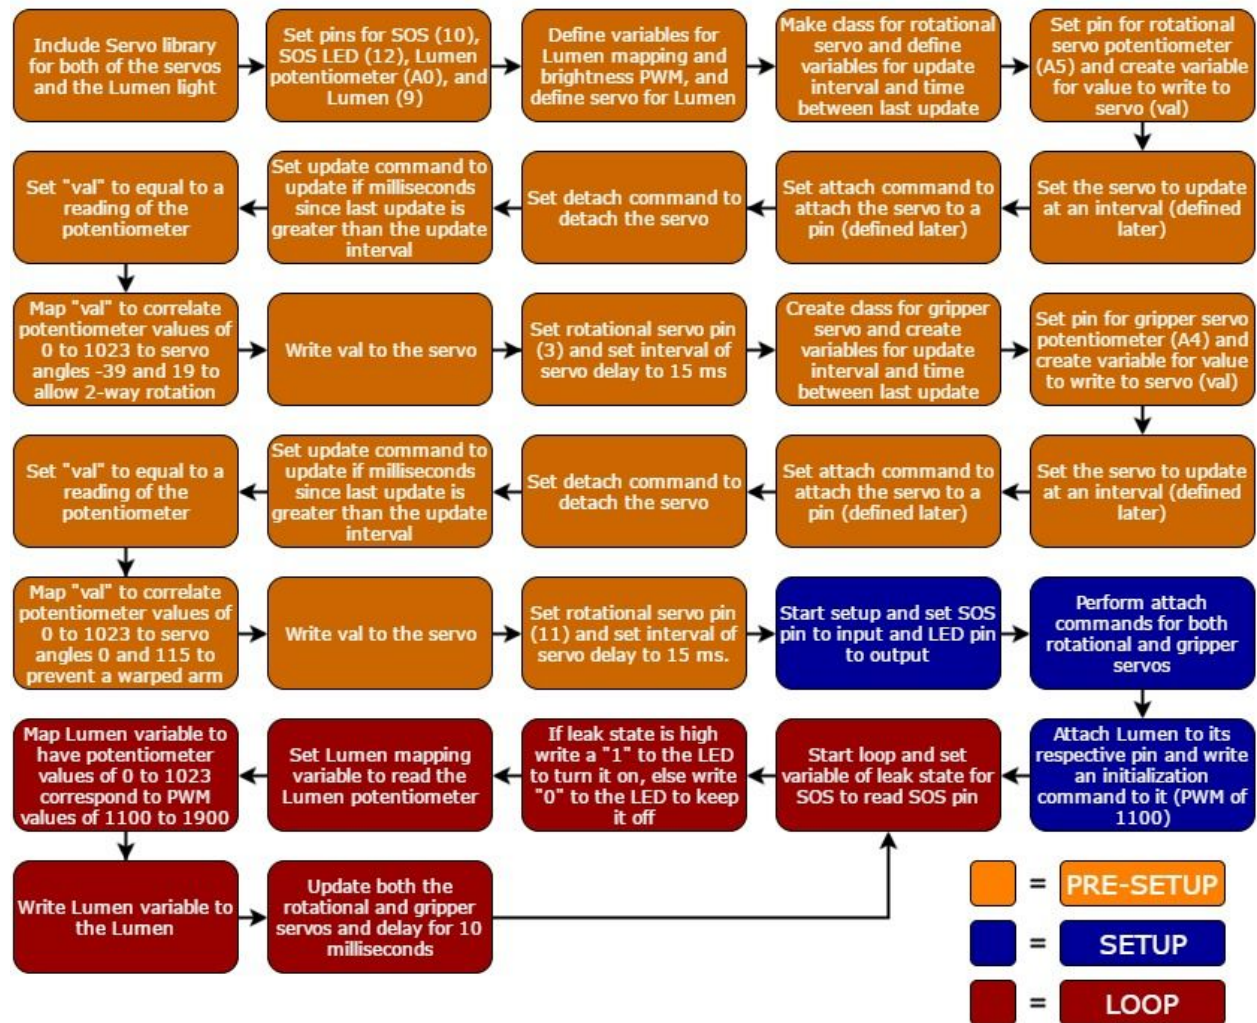 Include Servo library
for both of the servos
and the Lumen light
Set pins for SOS (10),
SOS LED (12), Lumen
potentiometer (A0), and
Lumen (9)
Define variables for
Lumen mapping and
brightness PWM, and
define servo for Lumen
Make class for rotational
servo and define
variables for update
interval and time
between last update
Set pin for rotational
servo potentiometer
(A5) and create variable
for value to write to
servo (val)
Set the servo to update
at an interval (defined
later)
Set attach command to
attach the servo to a
pin (defined later)
Set detach command to
detach the servo
Set update command to
update if milliseconds
since last update is
greater than the update
interval
Set "val" to equal to a
reading of the
potentiometer
Map "val" to correlate
potentiometer values of
0 to 1023 to servo
angles -39 and 19 to
allow 2-way rotation
Write val to the servo
Set rotational servo pin
(3) and set interval of
servo delay to 15 ms
Create class for gripper
servo and create
variables for update
interval and time
between last update
Set pin for gripper servo
potentiometer (A4) and
create variable for value
to write to servo (val)
Set the servo to update
at an interval (defined
later)
Set attach command to
attach the servo to a
pin (defined later)
Set detach command to
detach the servo
Set update command to
update if milliseconds
since last update is
greater than the update
interval
Set "val" to equal to a
reading of the
potentiometer
Map "val" to correlate
potentiometer values of
0 to 1023 to servo
angles 0 and 115 to
prevent a warped arm
Write val to the servo
Set rotational servo pin
(11) and set interval of
servo delay to 15 ms.
Start setup and set SOS
pin to input and LED pin
to output
Perform attach
commands for both
rotational and gripper
servos
Attach Lumen to its
respective pin and write
an initialization
command to it (PWM of
1100)
Start loop and set
variable of leak state for
SOS to read SOS pin
If leak state is high
write a "1" to the LED
to turn it on, else write
"0" to the LED to keep
it off
Set Lumen mapping
variable to read the
Lumen potentiometer
Map Lumen variable to
have potentiometer
values of 0 to 1023
correspond to PWM
values of 1100 to 1900
Write Lumen variable to
the Lumen
Update both the
rotational and gripper
servos and delay for 10
milliseconds
= PRE-SETUP
= SETUP
= LOOP